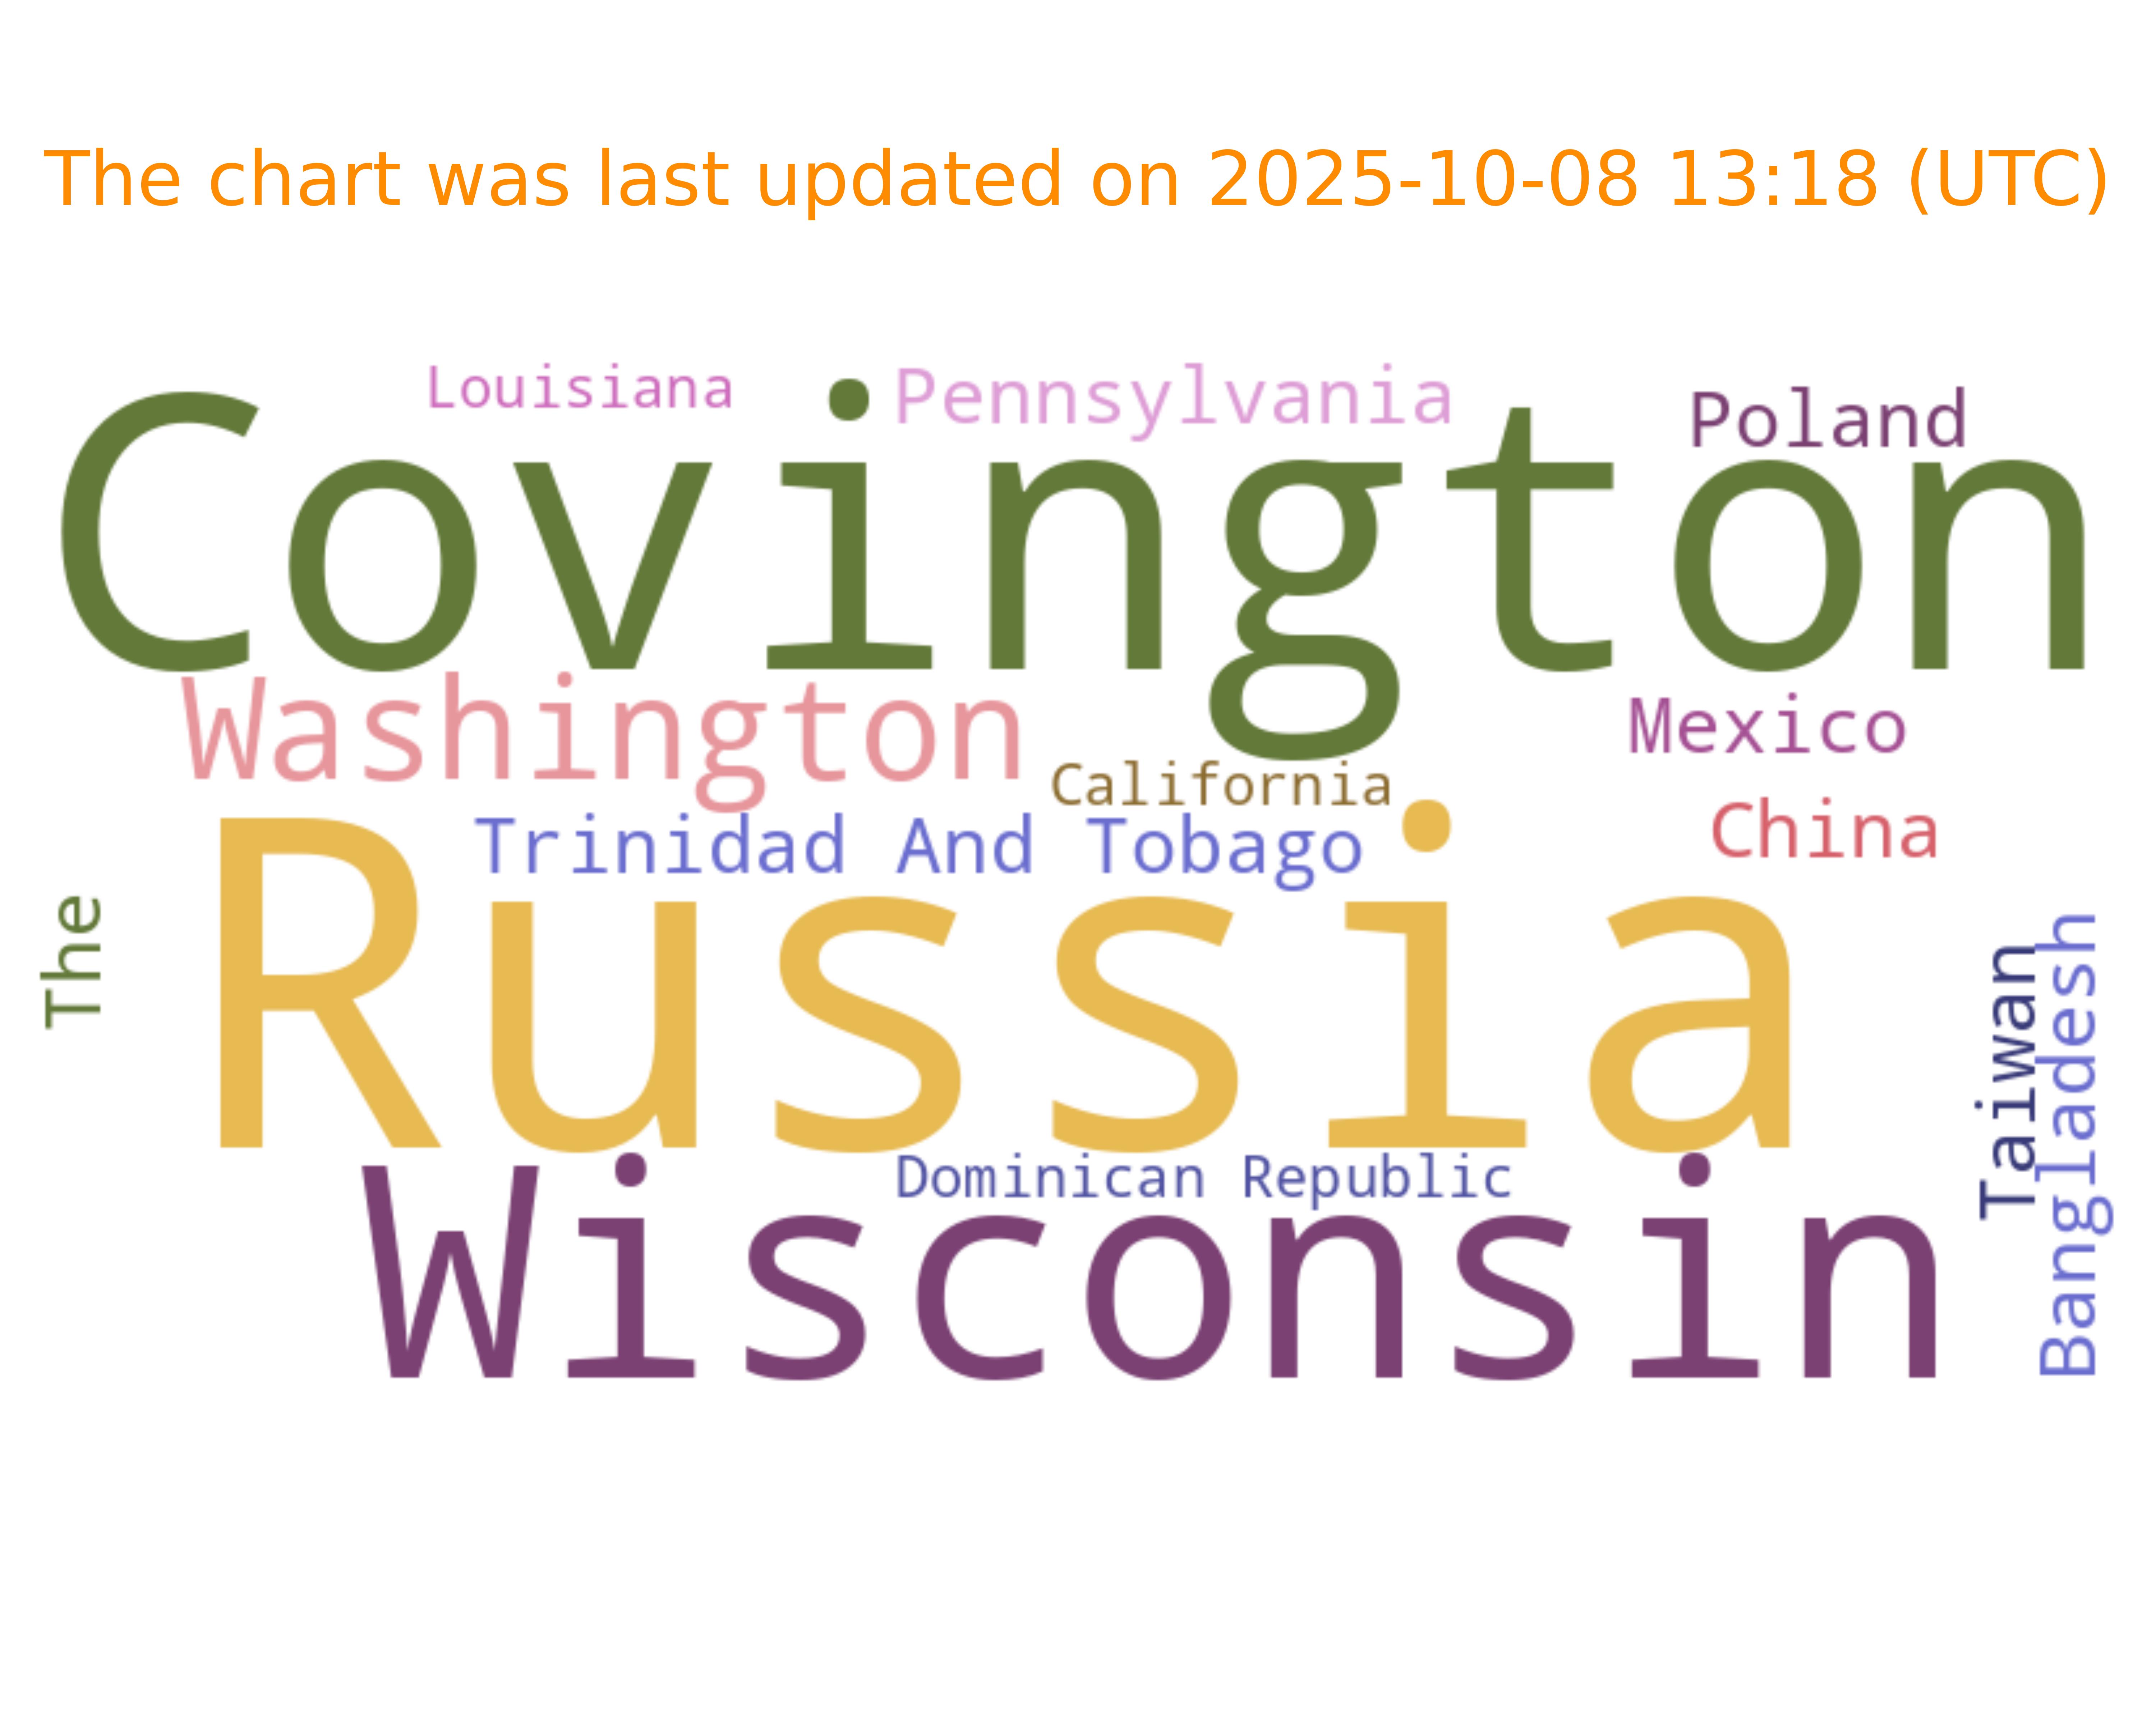 The chart was last updated on 2025-10-08 13:18 (UTC)
Louisiana
Pennsylvania
Poland
Covington
Washington
Mexico
California
Trinidad And Tobago
China
The
Russia
Taiwan
Bangladesh
Dominican Republic
Wisconsin